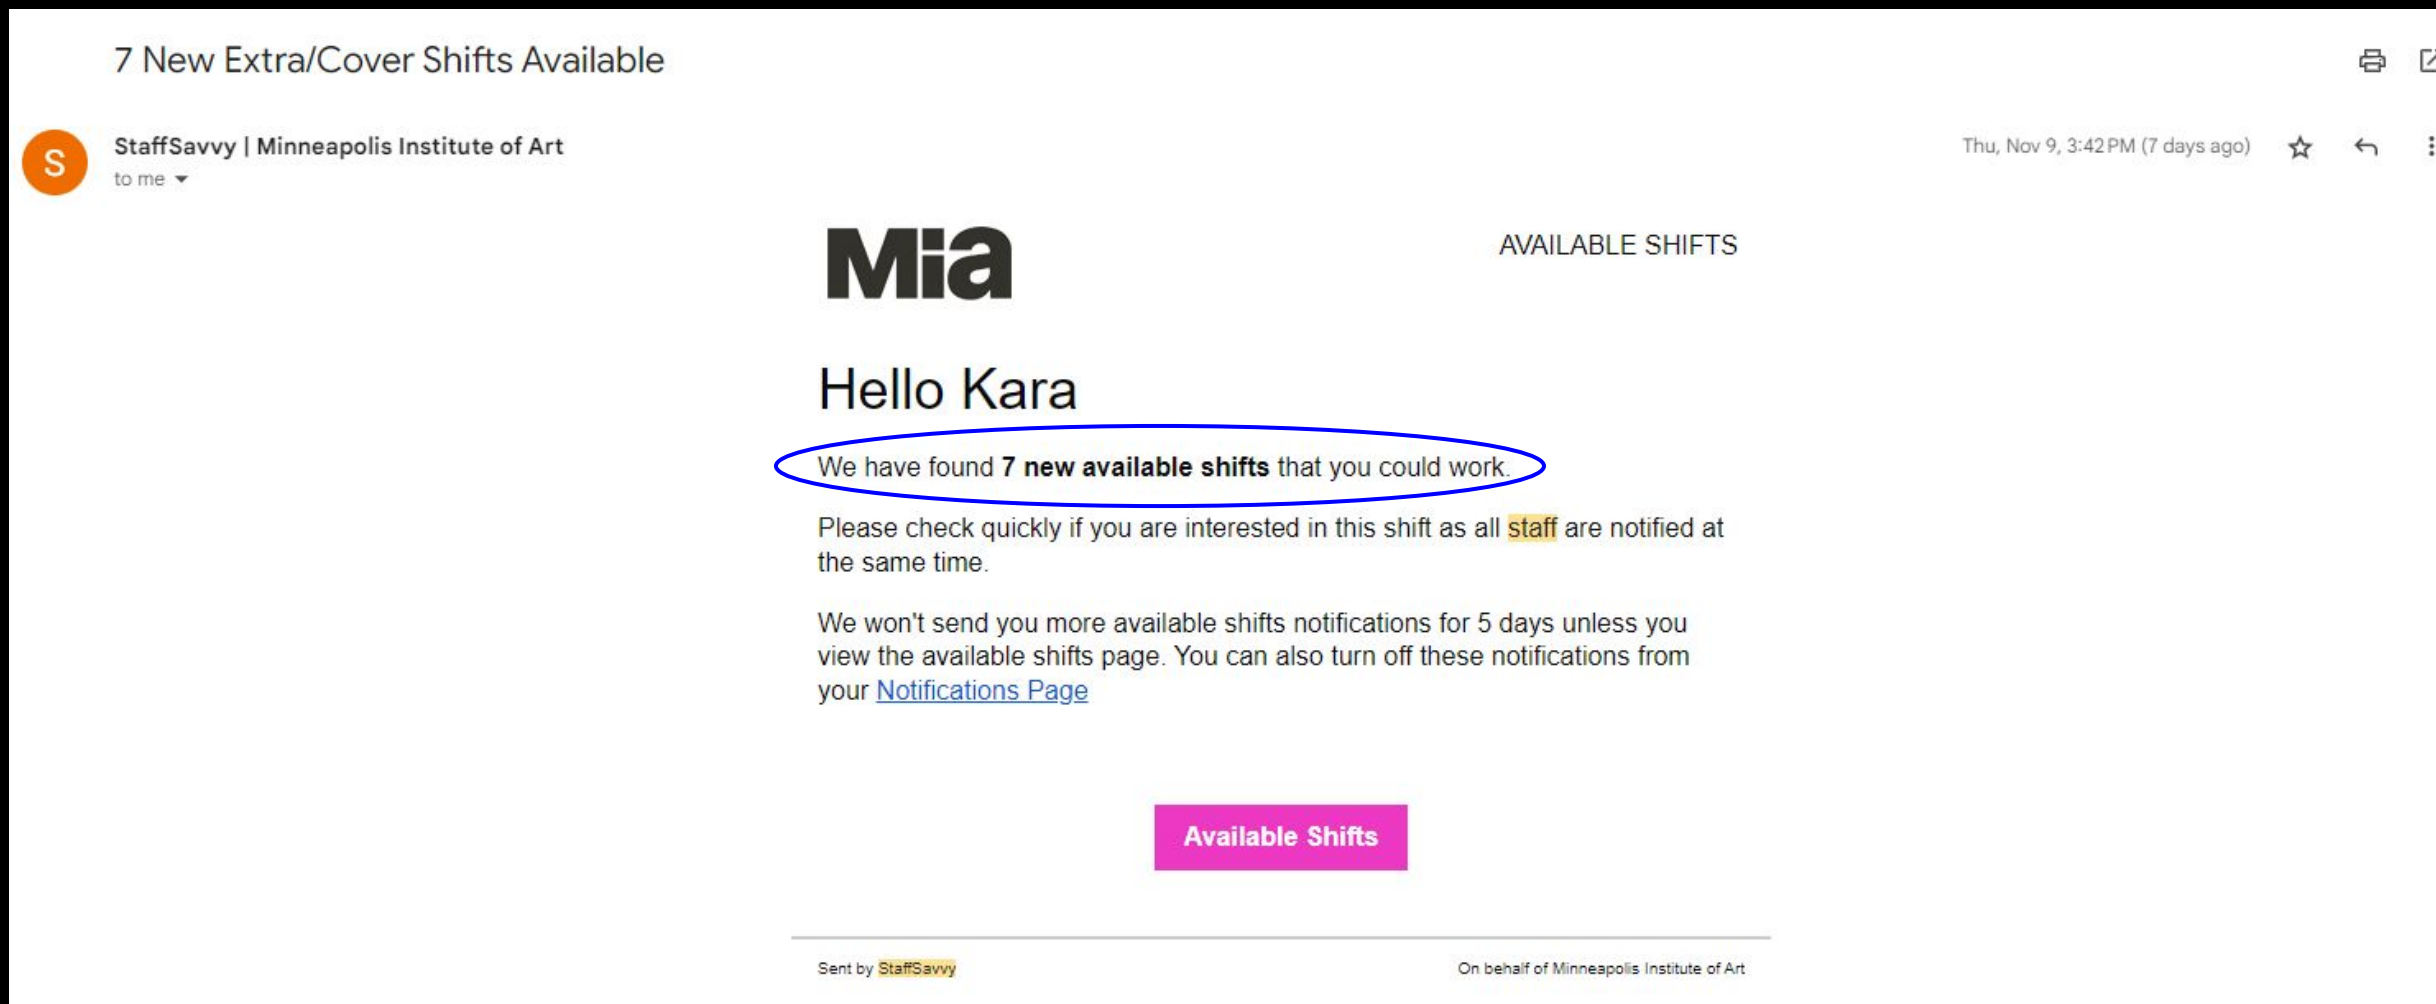 7 New Extra/Cover Shifts Available
S
StaffSavvy | Minneapolis Institute of Art
Thu, Nov 9, 3:42 PM (7 days ago)
to me
Mia
AVAILABLE SHIFTS
Hello Kara
We have found 7 new available shifts that you could work.
Please check quickly if you are interested in this shift as all staff are notified at
the same time.
We won't send you more available shifts notifications for 5 days unless you
view the available shifts page. You can also turn off these notifications from
your Notifications Page
Available Shifts
Sent by StaffSavvy
On behalf of Minneapolis Institute of Art